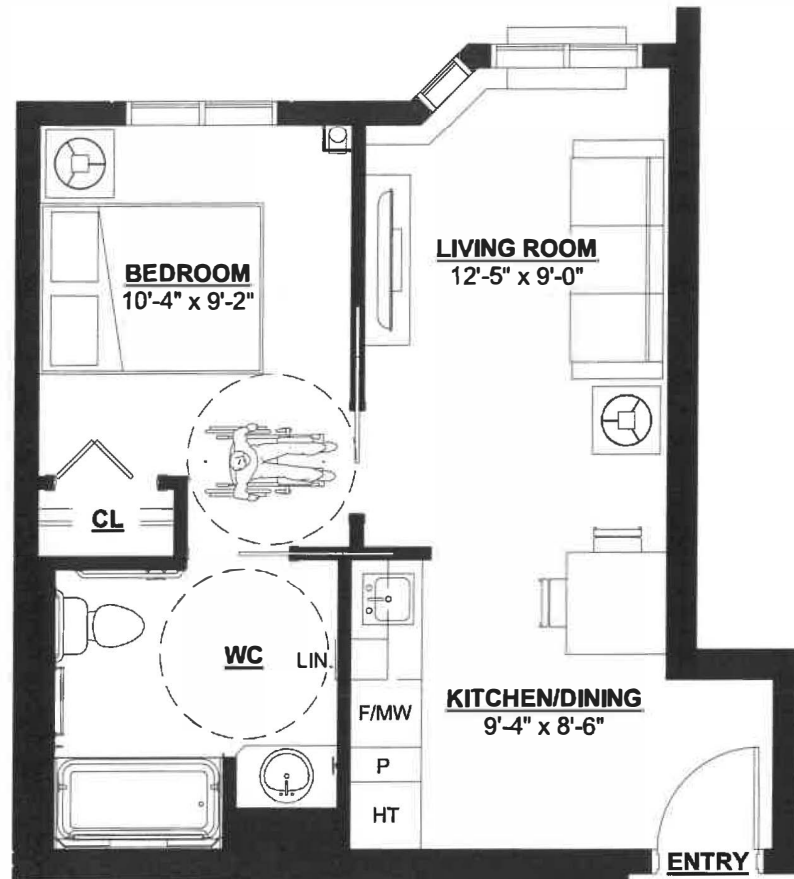 BEDROOM
10'-4" x 9'-2"
LIVING ROOM
12'-5" x 9'-0"
CL
WC
LIN.
F/MW
P
HT
KITCHEN/DINING
9'-4" x 8'-6"
ENTRY